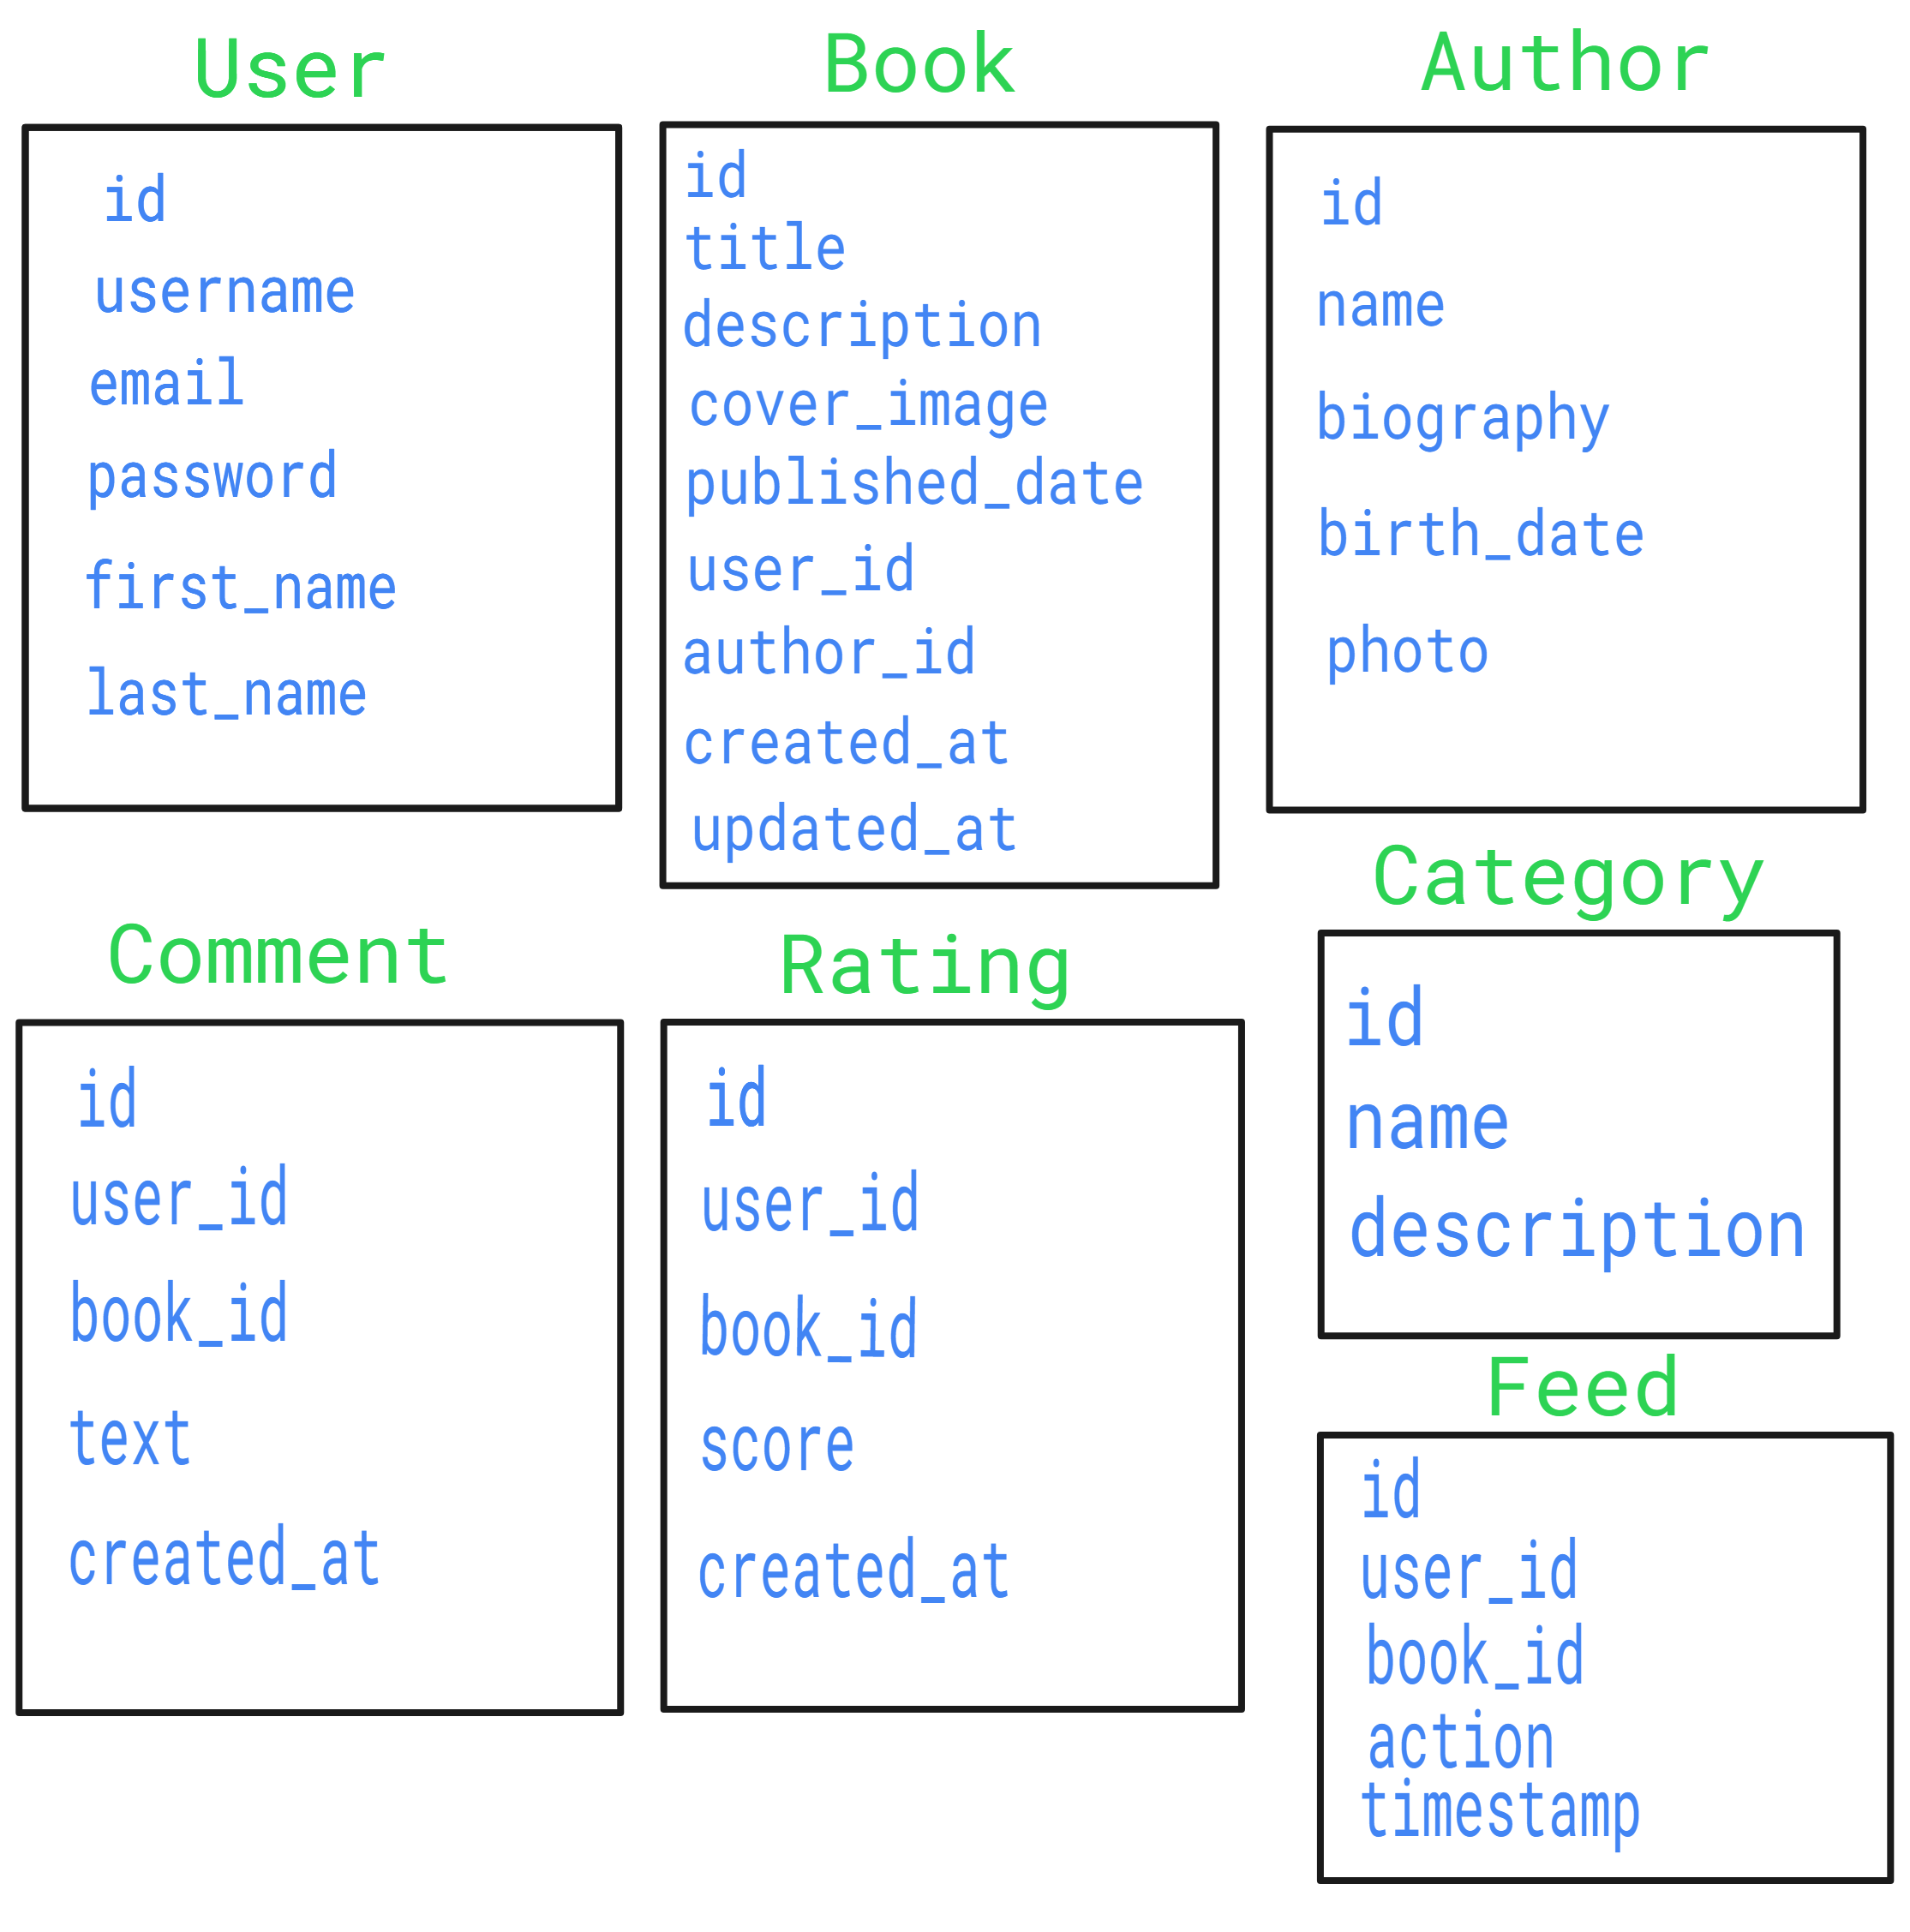 User
id
username
email
password
first_name
last_name
Book
id
title
description
cover_image
published_date
user_id
author_id
created_at
updated_at
Author
id
name
biography
birth_date
photo
Comment
id
user_id
book_id
text
created_at
Rating
id
user_id
book_id
score
created_at
Category
id
name
description
Feed
id
user_id
book_id
action
timestamp